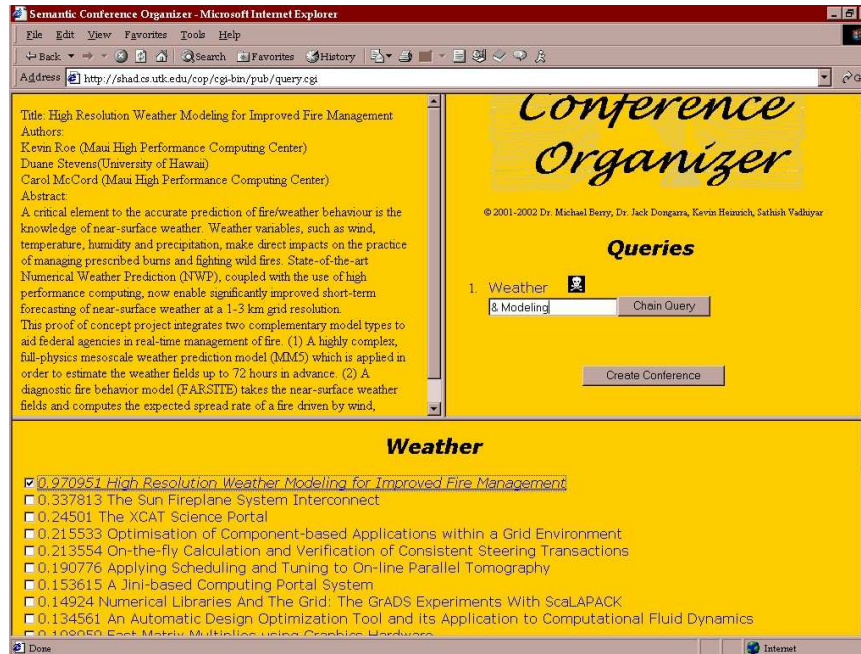 Semantic Conference Organizer - Microsoft Internet Explorer
File Edit View Favorites Tools Help
Back Search Favorites History
Address http://shad.cs.utk.edu/cop/cgi-bin/pub/query.cgi
Title: High Resolution Weather Modeling for Improved Fire Management
Authors:
Kevin Roe (Maui High Performance Computing Center)
Duane Stevens(University of Hawaii)
Carol McCord (Maui High Performance Computing Center)
Abstract:
A critical element to the accurate prediction of fire/weather behaviour is the
knowledge of near-surface weather. Weather variables, such as wind,
temperature, humidity and precipitation, make direct impacts on the practice
of managing prescribed burns and fighting wild fires. State-of-the-art
Numerical Weather Prediction (NWP), coupled with the use of high
performance computing, now enable significantly improved short-term
forecasting of near-surface weather at a 1-3 km grid resolution.
This proof of concept project integrates two complementary model types to
aid federal agencies in real-time management of fire. (1) A highly complex,
full-physics mesoscale weather prediction model (MM5) which is applied in
order to estimate the weather fields up to 72 hours in advance. (2) A
diagnostic fire behavior model (FARSITE) takes the near-surface weather
fields and computes the expected spread rate of a fire driven by wind,
Conference
Organizer
© 2001-2002 Dr. Michael Berry, Dr. Jack Dongarra, Kevin Heinrich, Sathish Vadhiyar
Queries
1. Weather
& Modeling Chain Query
Create Conference
Weather
0.970951 High Resolution Weather Modeling for Improved Fire Management
0.337813 The Sun Fireplane System Interconnect
0.24501 The XCAT Science Portal
0.215533 Optimisation of Component-based Applications within a Grid Environment
0.213554 On-the-fly Calculation and Verification of Consistent Steering Transactions
0.190776 Applying Scheduling and Tuning to On-line Parallel Tomography
0.153615 A Jini-based Computing Portal System
0.14924 Numerical Libraries And The Grid: The GrADS Experiments With ScaLAPACK
0.134561 An Automatic Design Optimization Tool and its Application to Computational Fluid Dynamics
Fast Matrix Multiplies using Graphics Hardware
Done Internet